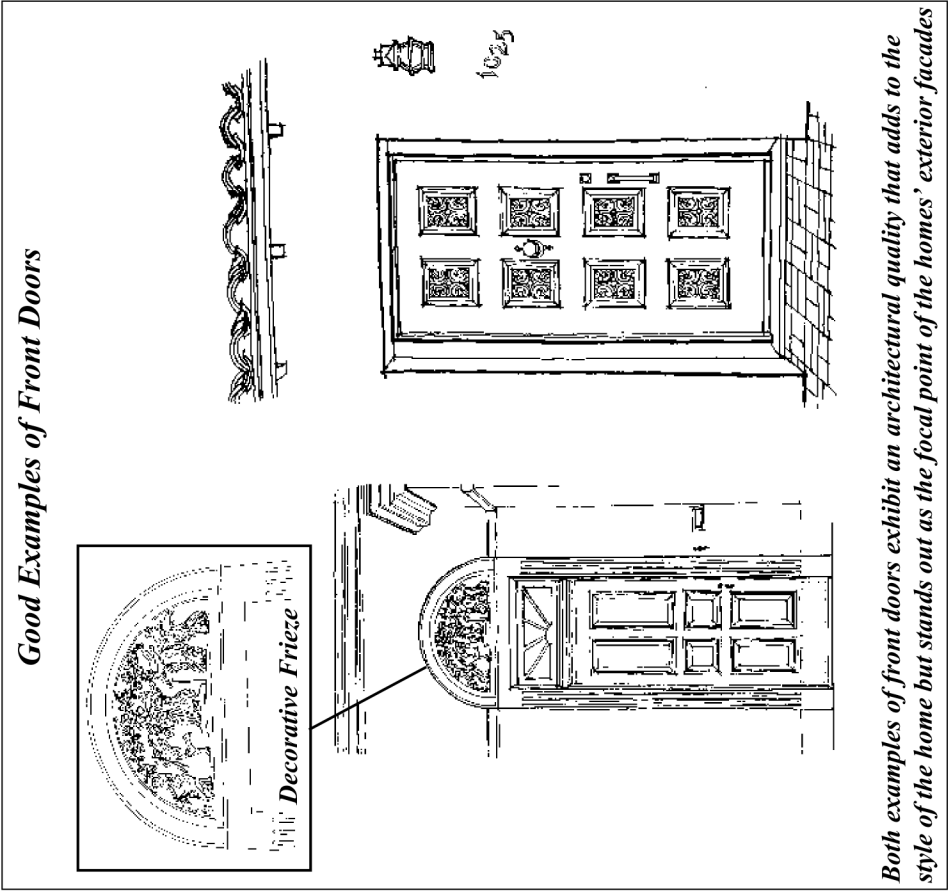 Good Examples of Front Doors
Decorative Frieze
1025
Both examples of front doors exhibit an architectural quality that adds to the
style of the home but stands out as the focal point of the homes' exterior facades